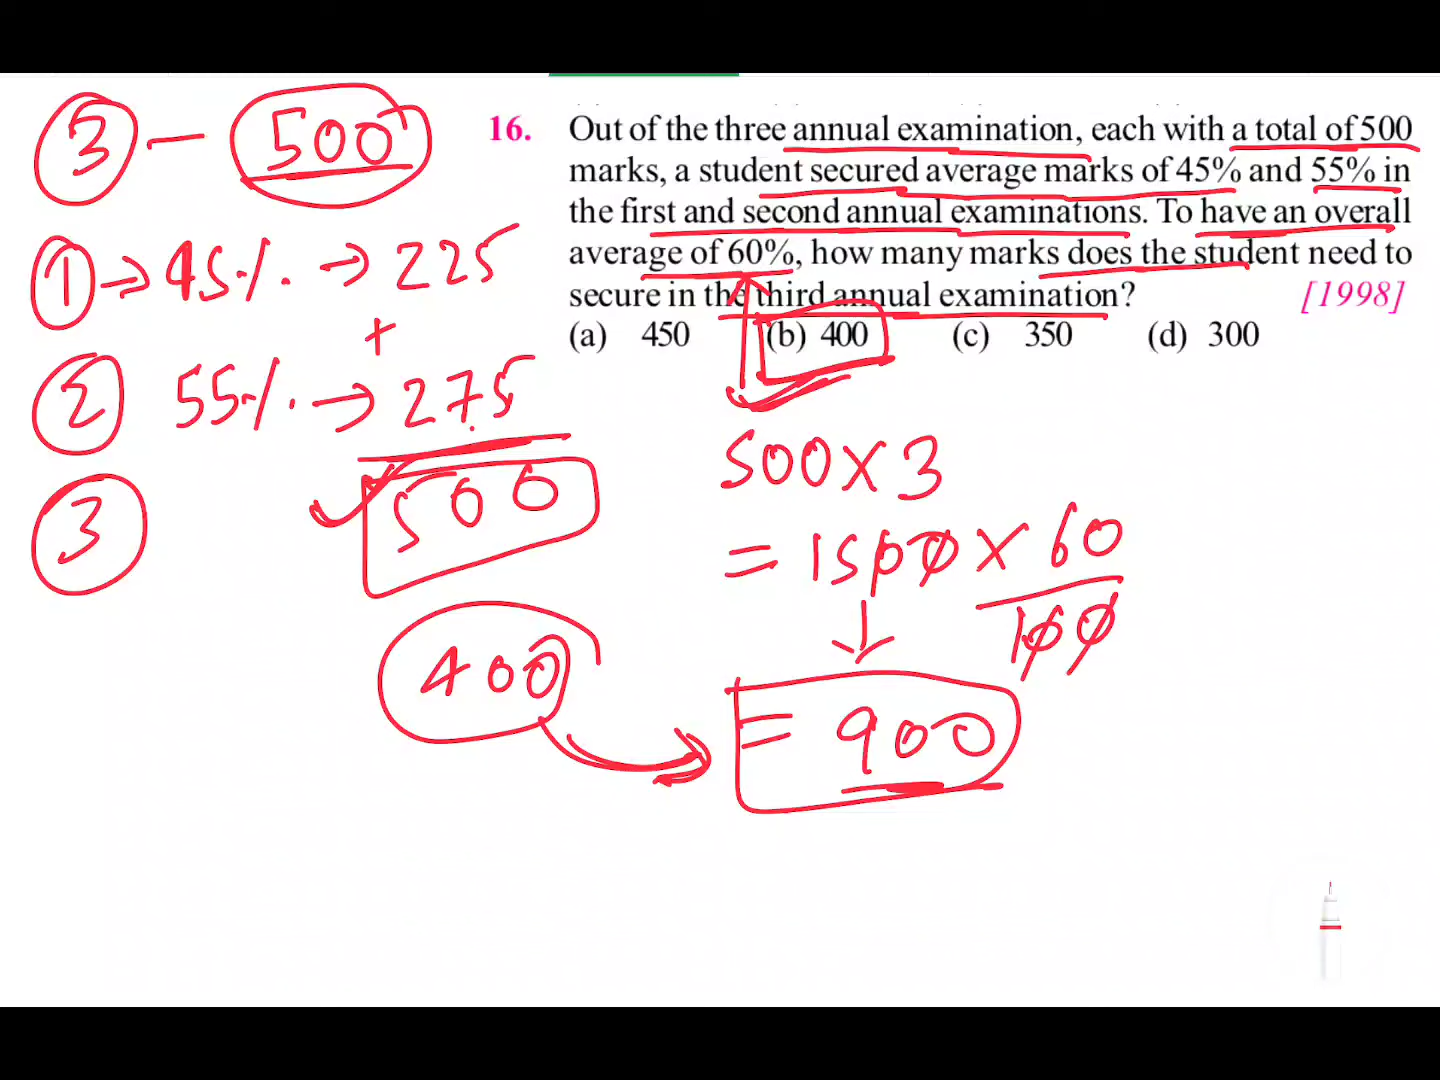 16. Out of the three annual examination, each with a total of 500
marks, a student secured average marks of 45% and 55% in
the first and second annual examinations. To have an overall
average of 60%, how many marks does the student need to
secure in the third annual examination? [1998]
(a) 450 (b) 400 (c) 350 (d) 300
3 — 500
1 → 45% → 225
+
2 55% → 275
500
3
400
500 × 3
= 1500 × 60
100
= 900